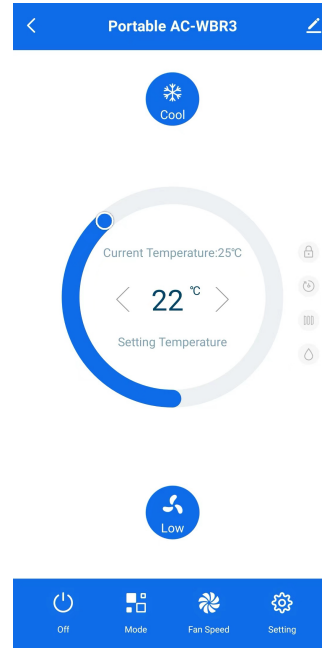 Portable AC-WBR3
Cool
Current Temperature:25℃
22 ℃
Setting Temperature
Low
Off Mode Fan Speed Setting